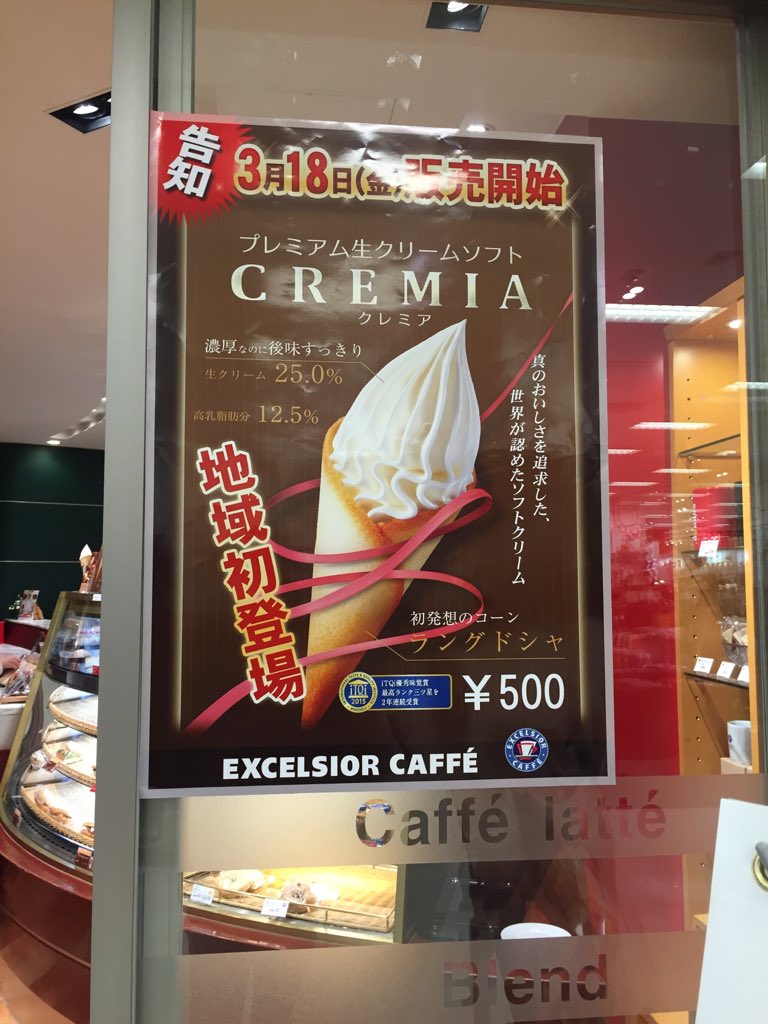 告知
3月18日(金)販売開始
プレミアム生クリームソフト
CREMIA
クレミア
濃厚なのに後味すっきり
生クリーム 25.0%
高乳脂肪分 12.5%
真のおいしさを追求した、
世界が認めたソフトクリーム
地域初登場
初発想のコーン
ラングドシャ
iTQi
2015
iTQi優秀味覚賞
最高ランク三ツ星を
2年連続受賞
¥500
EXCELSIOR CAFFÉ
EXCELSIOR CAFFÉ
Caffé latté
Blend